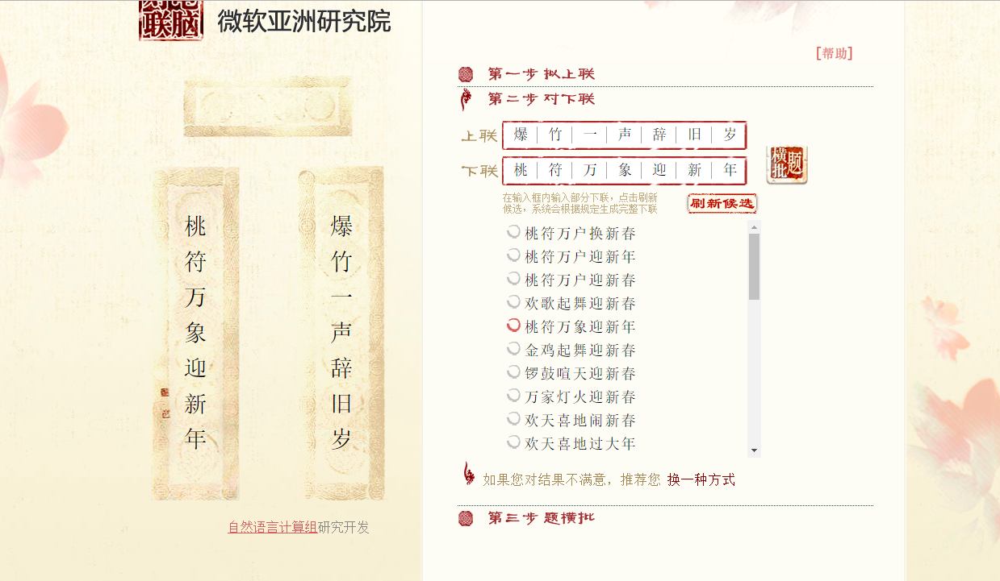 联脑
微软亚洲研究院
[帮助]
第一步 拟上联
第二步 对下联
上联 爆竹一声辞旧岁
下联 桃符万象迎新年
横批 题
在输入框内输入部分下联，点击刷新
候选，系统会根据规定生成完整下联
刷新候选
桃符万户换新春
桃符万户迎新年
桃符万户迎新春
欢歌起舞迎新春
桃符万象迎新年
金鸡起舞迎新春
锣鼓喧天迎新春
万家灯火迎新春
欢天喜地闹新春
欢天喜地过大年
如果您对结果不满意，推荐您 换一种方式
第三步 题横批
爆竹一声辞旧岁
桃符万象迎新年
自然语言计算组研究开发